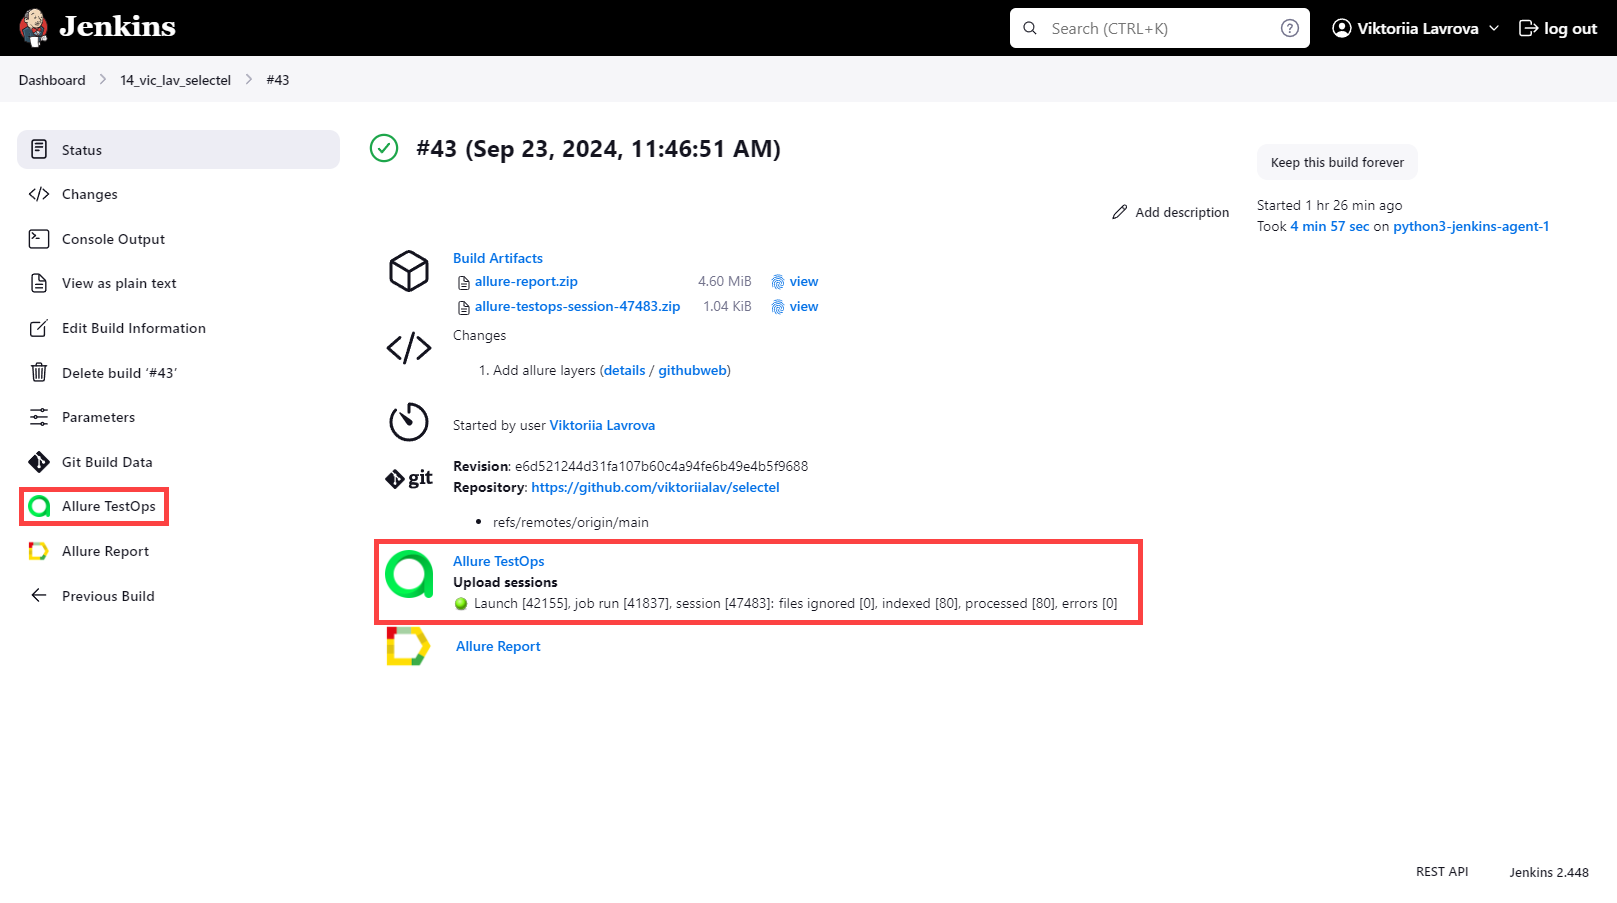 Jenkins
Search (CTRL+K)
?
Viktoriia Lavrova
log out
Dashboard > 14_vic_lav_selectel > #43
Status
Changes
Console Output
View as plain text
Edit Build Information
Delete build ‘#43’
Parameters
Git Build Data
Allure TestOps
Allure Report
Previous Build
#43 (Sep 23, 2024, 11:46:51 AM)
Add description
Keep this build forever
Started 1 hr 26 min ago
Took 4 min 57 sec on python3-jenkins-agent-1
Build Artifacts
allure-report.zip 4.60 MiB view
allure-testops-session-47483.zip 1.04 KiB view
Changes
1. Add allure layers (details / githubweb)
Started by user Viktoriia Lavrova
git
Revision: e6d521244d31fa107b60c4a94fe6b49e4b5f9688
Repository: https://github.com/viktoriialav/selectel
• refs/remotes/origin/main
Allure TestOps
Upload sessions
Launch [42155], job run [41837], session [47483]: files ignored [0], indexed [80], processed [80], errors [0]
Allure Report
REST API
Jenkins 2.448